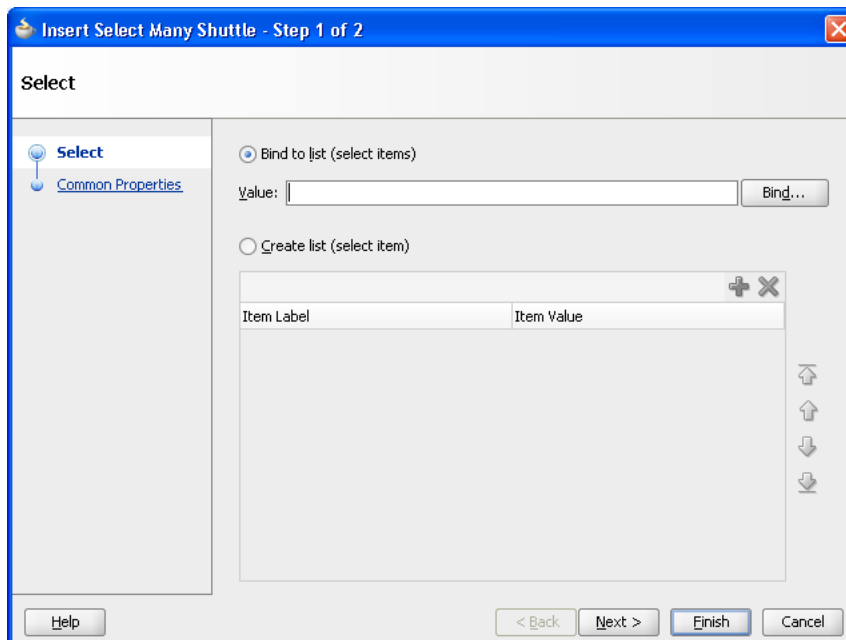 Insert Select Many Shuttle - Step 1 of 2
Select
Select
Common Properties
Bind to list (select items)
Value:
Bind...
Create list (select item)
Item Label Item Value
Help < Back Next > Finish Cancel